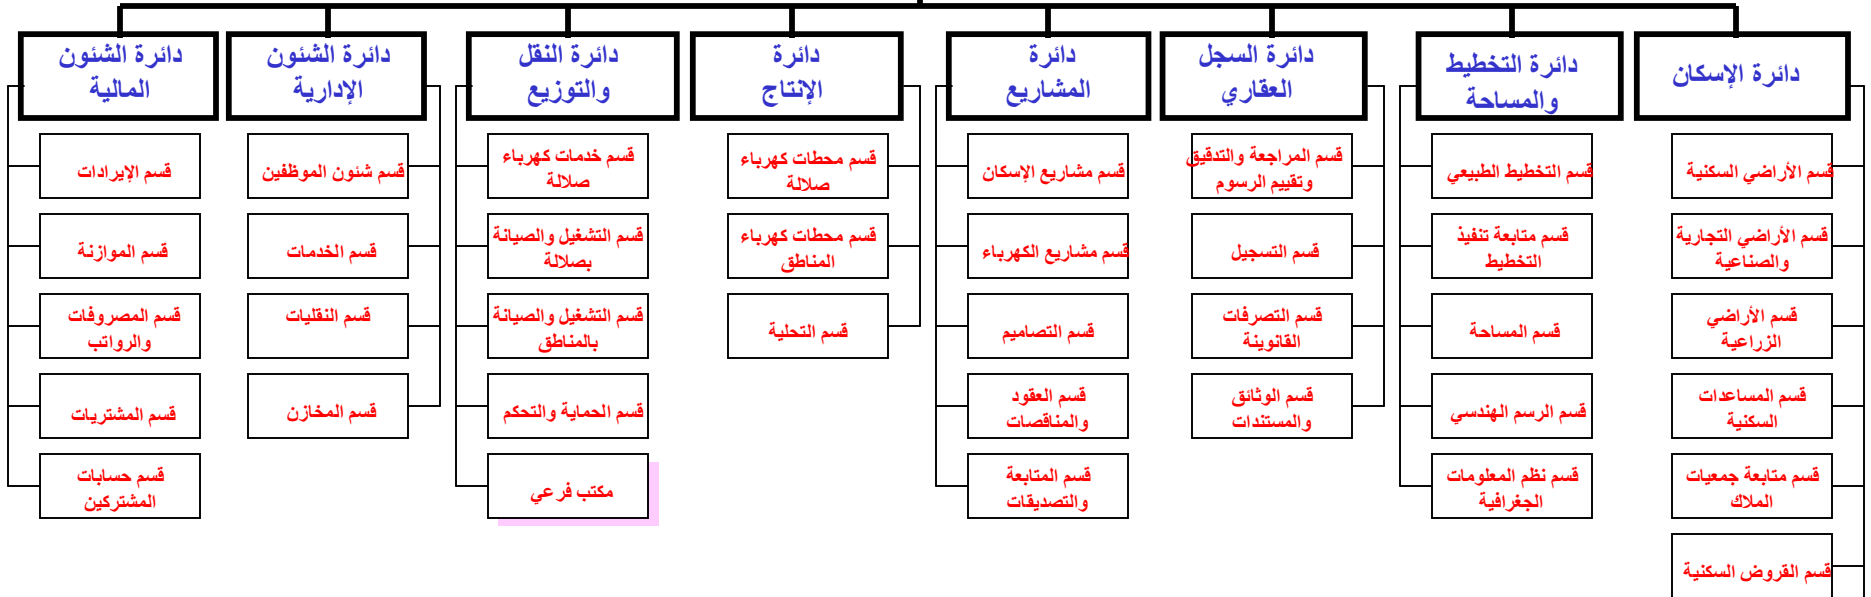 دائرة الإسكان
قسم الأراضي السكنية
قسم الأراضي التجارية
والصناعية
قسم الأراضي
الزراعية
قسم المساعدات
السكنية
قسم متابعة جمعيات
الملاك
قسم القروض السكنية
دائرة التخطيط
والمساحة
قسم التخطيط الطبيعي
قسم متابعة تنفيذ
التخطيط
قسم المساحة
قسم الرسم الهندسي
قسم نظم المعلومات
الجغرافية
دائرة السجل
العقاري
قسم المراجعة والتدقيق
وتقييم الرسوم
قسم التسجيل
قسم التصرفات
القانوينة
قسم الوثائق
والمستندات
دائرة
المشاريع
قسم مشاريع الإسكان
قسم مشاريع الكهرباء
قسم التصاميم
قسم العقود
والمناقصات
قسم المتابعة
والتصديقات
دائرة
الإنتاج
قسم محطات كهرباء
صلالة
قسم محطات كهرباء
المناطق
قسم التحلية
دائرة النقل
والتوزيع
قسم خدمات كهرباء
صلالة
قسم التشغيل والصيانة
بصلالة
قسم التشغيل والصيانة
بالمناطق
قسم الحماية والتحكم
مكتب فرعي
دائرة الشئون
الإدارية
قسم شئون الموظفين
قسم الخدمات
قسم النقليات
قسم المخازن
دائرة الشئون
المالية
قسم الإيرادات
قسم الموازنة
قسم المصروفات
والرواتب
قسم المشتريات
قسم حسابات
المشتركين